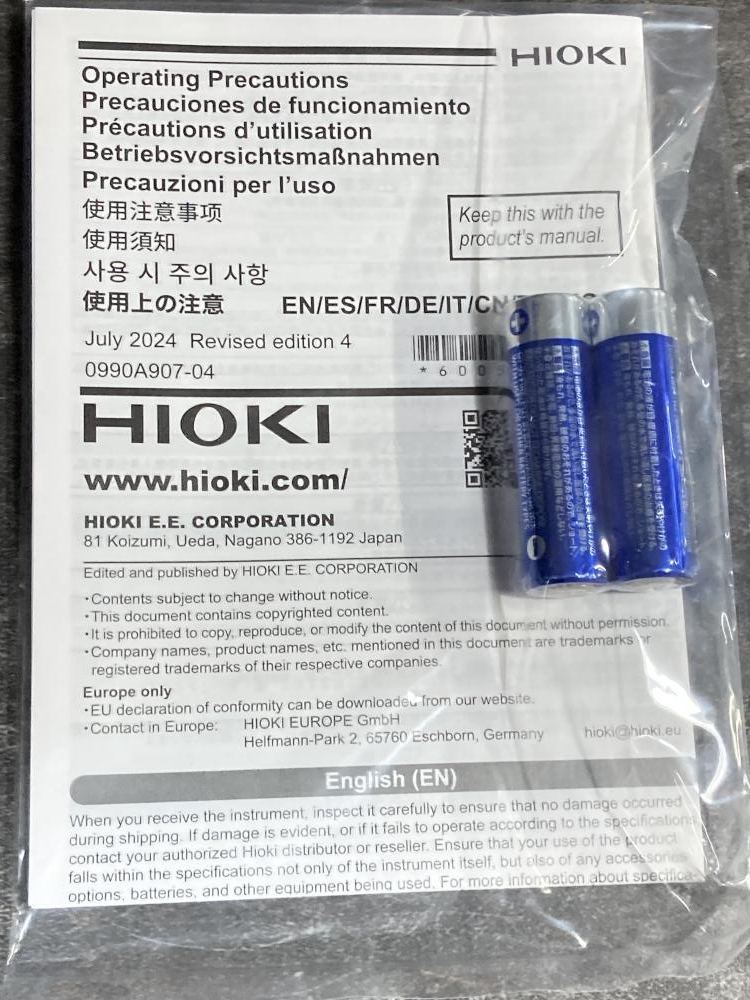 HIOKI
Operating Precautions
Precauciones de funcionamiento
Précautions d'utilisation
Betriebsvorsichtsmaßnahmen
Precauzioni per l'uso
使用注意事项
使用須知
사용 시 주의 사항
使用上の注意
Keep this with the
product's manual.
EN/ES/FR/DE/IT/CN
July 2024 Revised edition 4
0990A907-04
* 6 0 0
HIOKI
www.hioki.com/
HIOKI E.E. CORPORATION
81 Koizumi, Ueda, Nagano 386-1192 Japan
Edited and published by HIOKI E.E. CORPORATION
・Contents subject to change without notice.
・This document contains copyrighted content.
・It is prohibited to copy, reproduce, or modify the content of this document without permission.
・Company names, product names, etc. mentioned in this document are trademarks or
registered trademarks of their respective companies.
Europe only
・EU declaration of conformity can be downloaded from our website.
・Contact in Europe: HIOKI EUROPE GmbH
Helfmann-Park 2, 65760 Eschborn, Germany hioki@hioki.eu
English (EN)
When you receive the instrument, inspect it carefully to ensure that no damage occurred
during shipping. If damage is evident, or if it fails to operate according to the specifications
contact your authorized Hioki distributor or reseller. Ensure that your use of the product
falls within the specifications not only of the instrument itself, but also of any accessories
options, batteries, and other equipment being used. For more information about specifica-